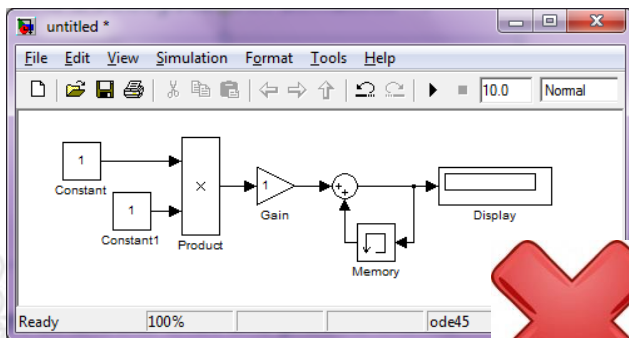 untitled *
File Edit View Simulation Format Tools Help
10.0 Normal
1
Constant
1
Constant1
×
Product
1
Gain
++
Memory
Display
Ready 100% ode45